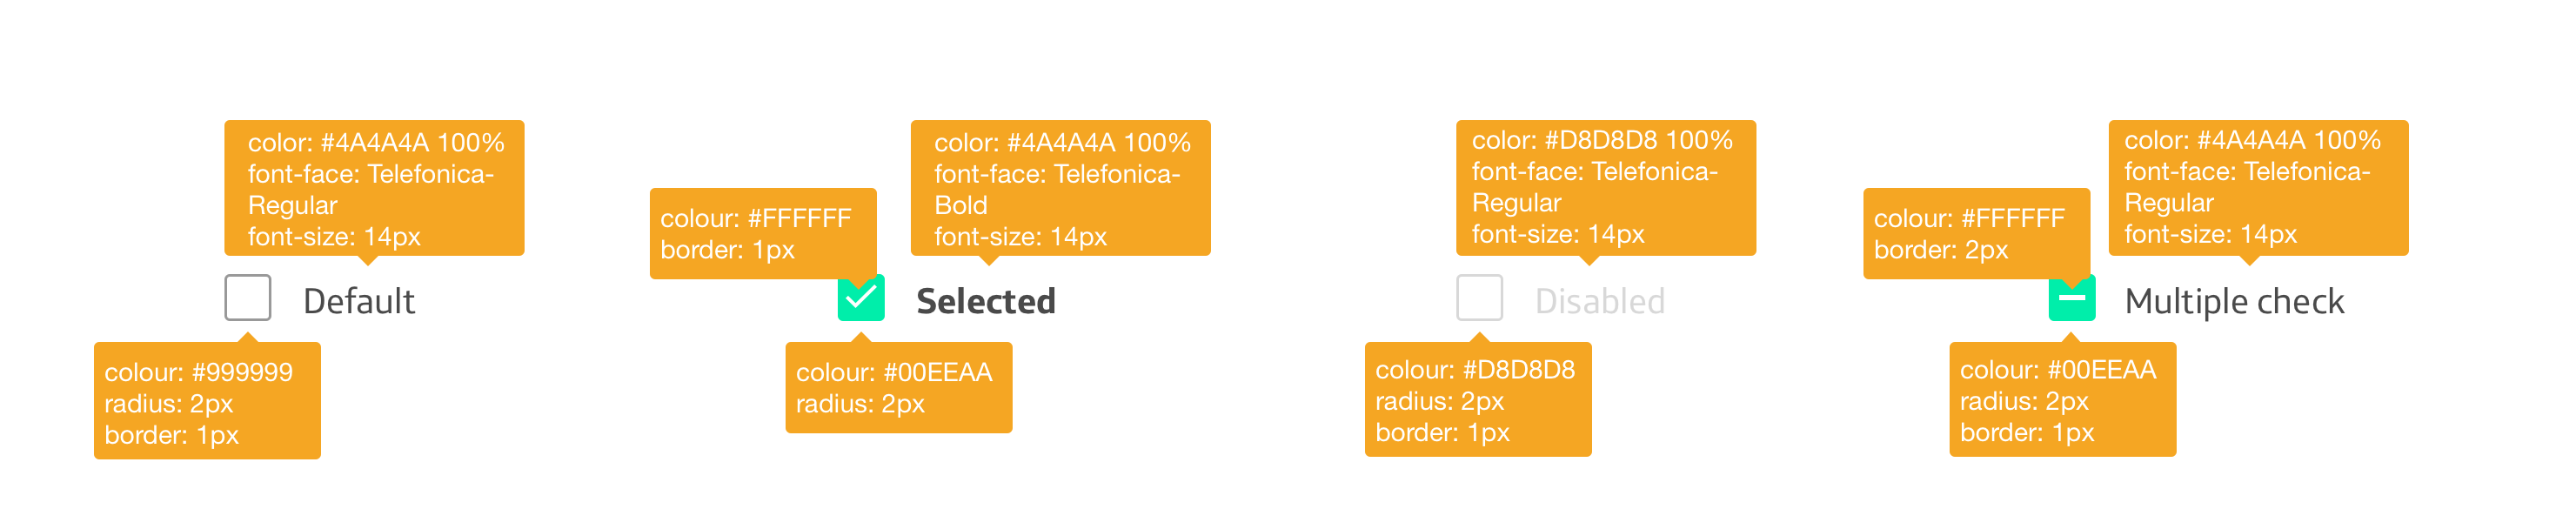 color: #4A4A4A 100%
font-face: Telefonica-
Regular
font-size: 14px
Default
colour: #999999
radius: 2px
border: 1px
colour: #FFFFFF
border: 1px
color: #4A4A4A 100%
font-face: Telefonica-
Bold
font-size: 14px
Selected
colour: #00EEAA
radius: 2px
color: #D8D8D8 100%
font-face: Telefonica-
Regular
font-size: 14px
Disabled
colour: #D8D8D8
radius: 2px
border: 1px
colour: #FFFFFF
border: 2px
color: #4A4A4A 100%
font-face: Telefonica-
Regular
font-size: 14px
Multiple check
colour: #00EEAA
radius: 2px
border: 1px